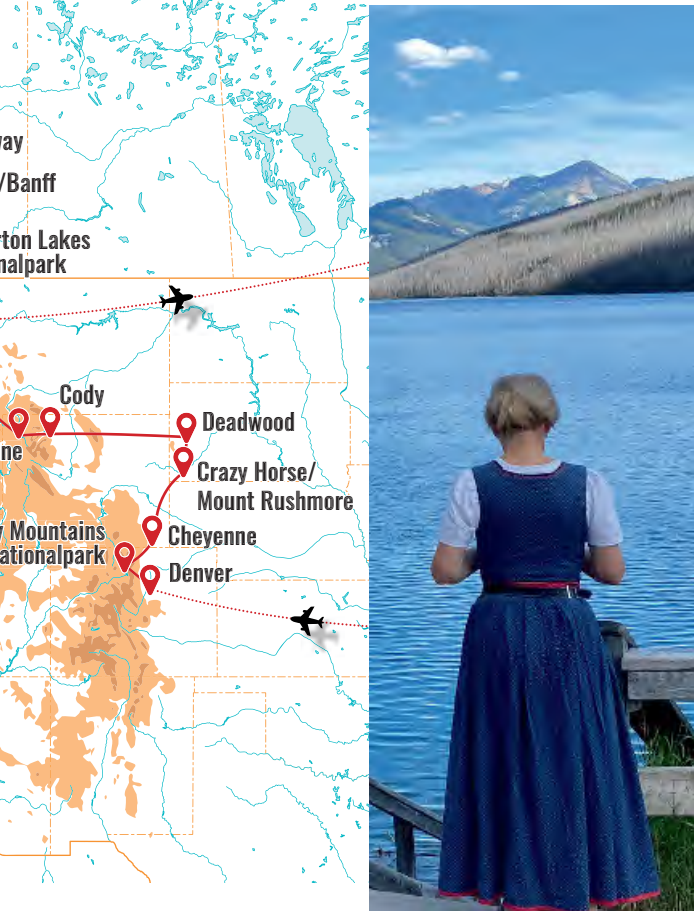 way
/Banff
rton Lakes
nalpark
Cody
Deadwood
ne
Crazy Horse/
Mount Rushmore
y Mountains
ationalpark
Cheyenne
Denver